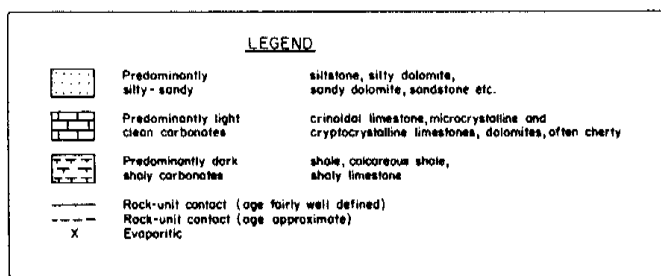 LEGEND
Predominantly silty-sandy siltstone, silty dolomite, sandy dolomite, sandstone etc.
Predominantly light clean carbonates crinoidal limestone, microcrystalline and cryptocrystalline limestones, dolomites, often cherty
Predominantly dark shaly carbonates shale, calcareous shale, shaly limestone
Rock-unit contact (age fairly well defined)
Rock-unit contact (age approximate)
X Evaporitic